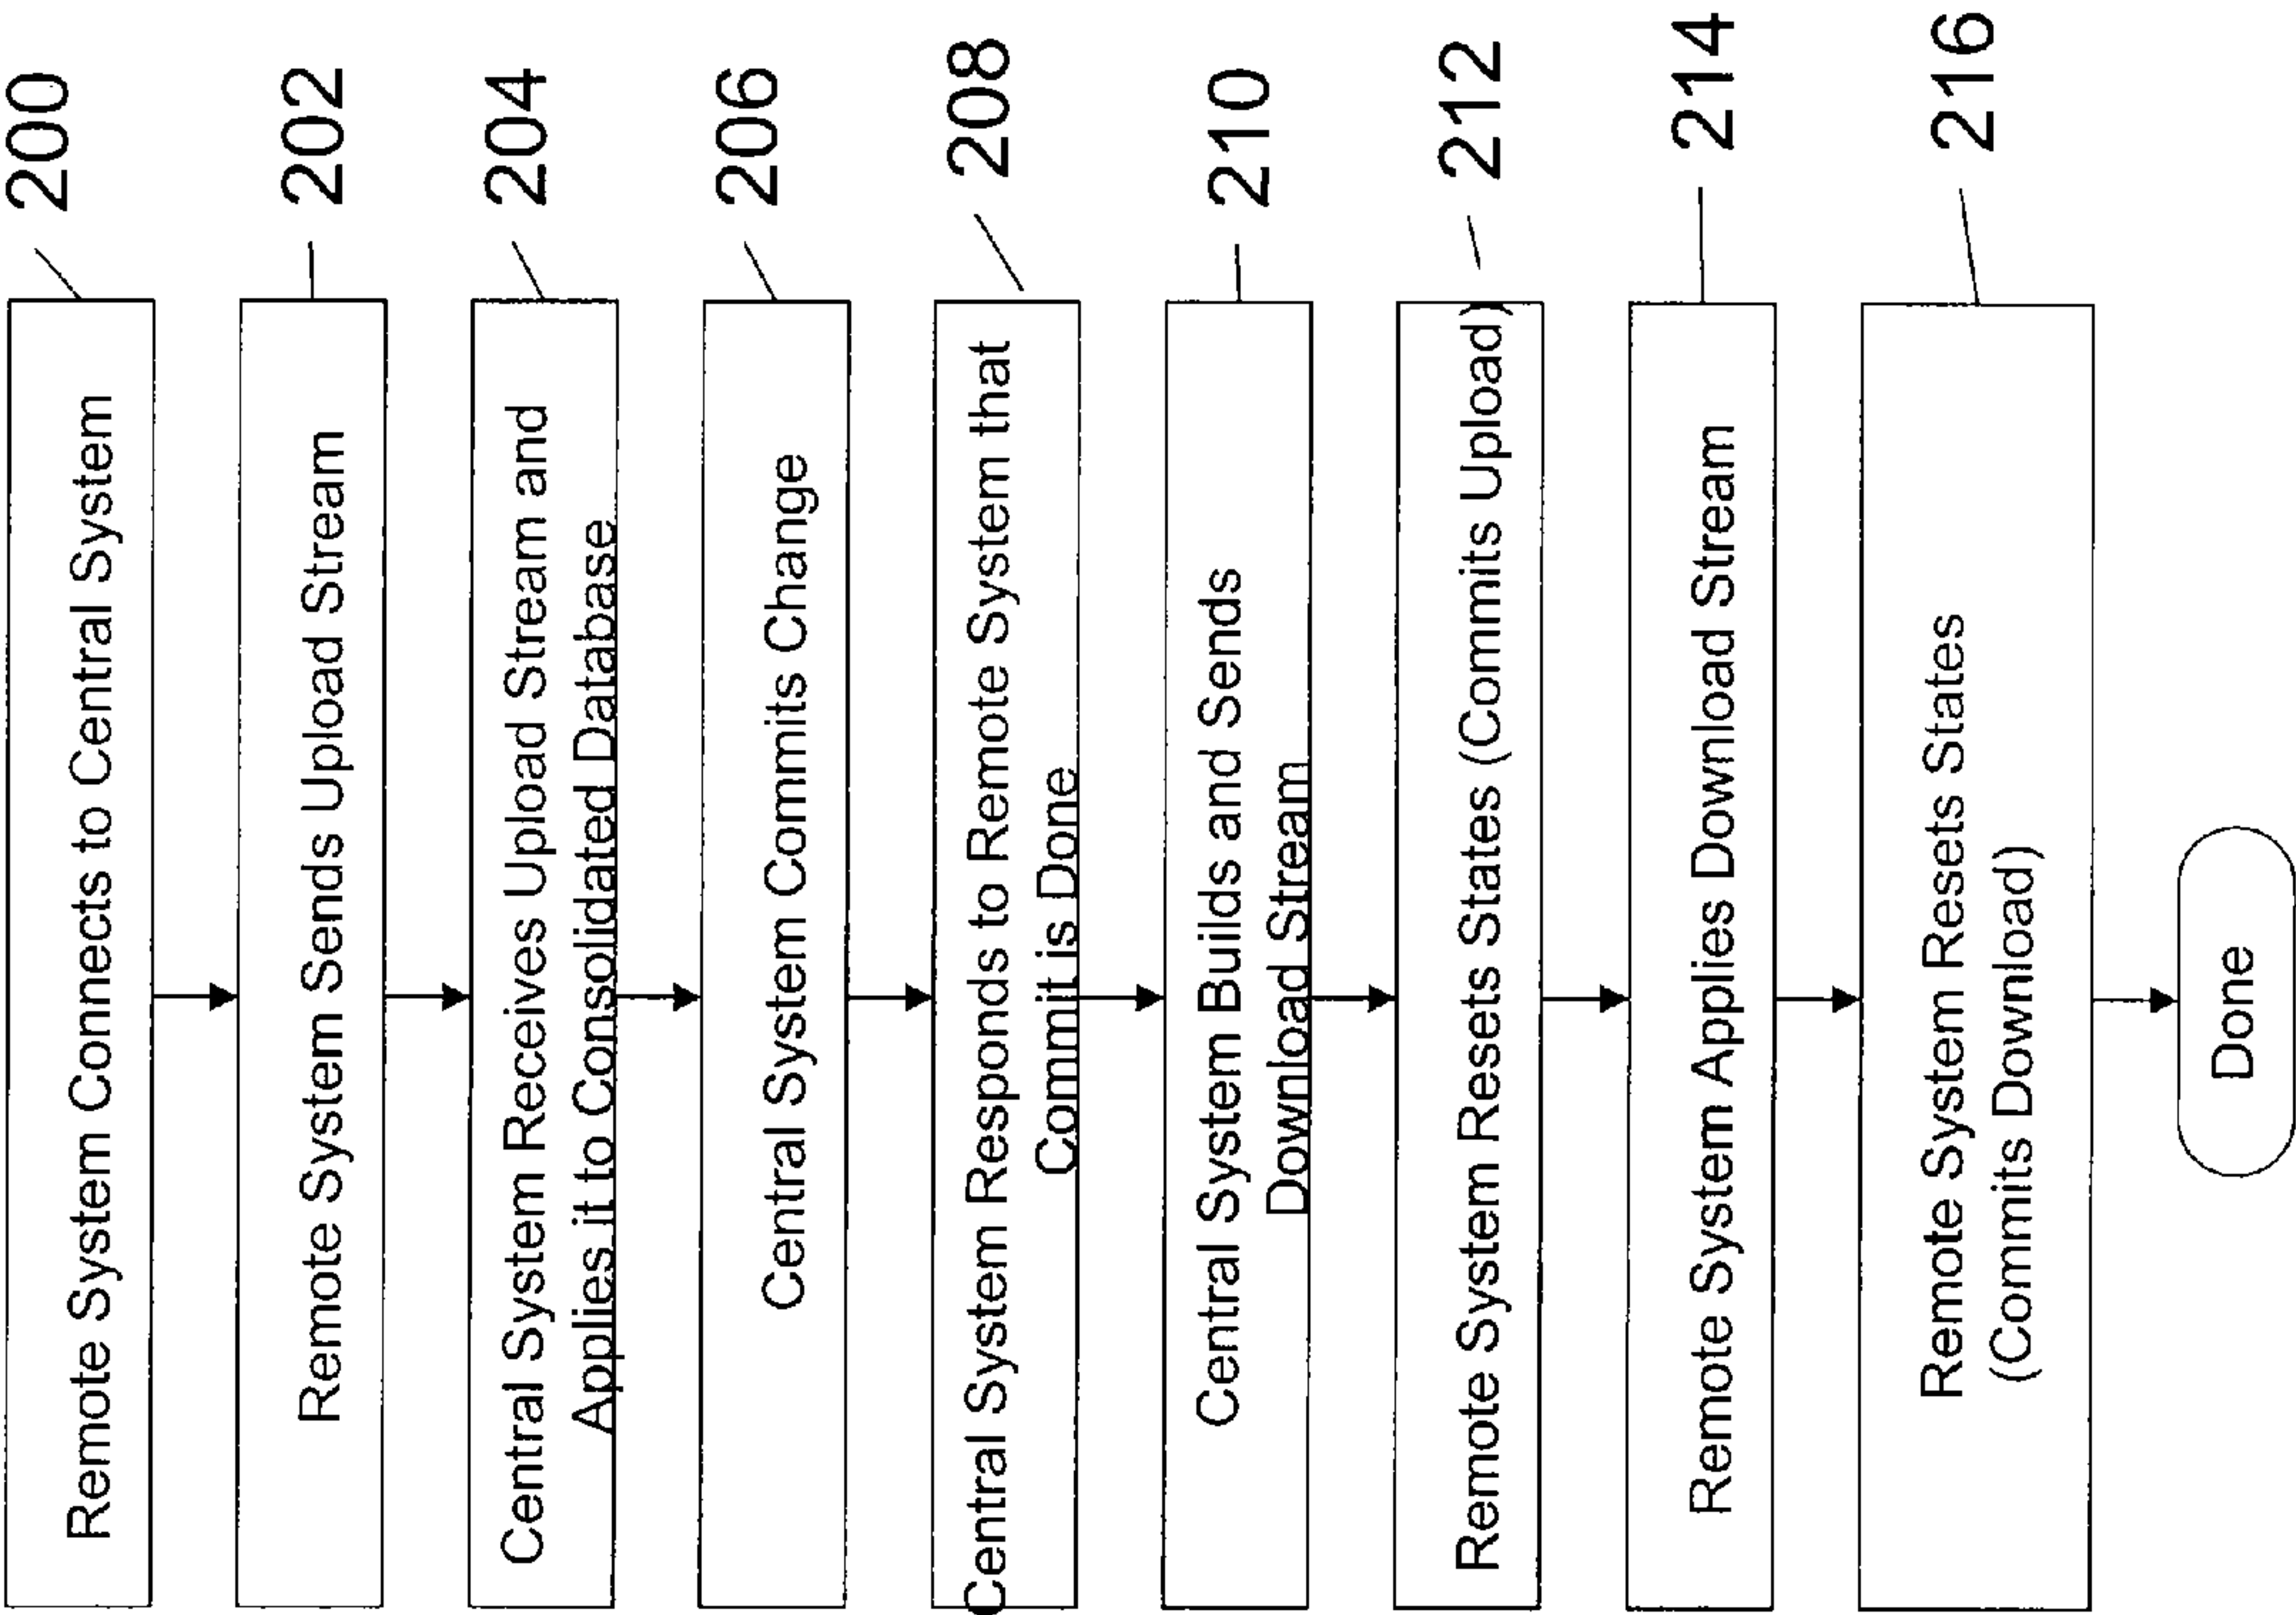 Remote System Connects to Central System
200
Remote System Sends Upload Stream
202
Central System Receives Upload Stream and
Applies it to Consolidated Database
204
Central System Commits Change
206
Central System Responds to Remote System that
Commit is Done
208
Central System Builds and Sends
Download Stream
210
Remote System Resets States (Commits Upload)
212
Remote System Applies Download Stream
214
Remote System Resets States
(Commits Download)
216
Done